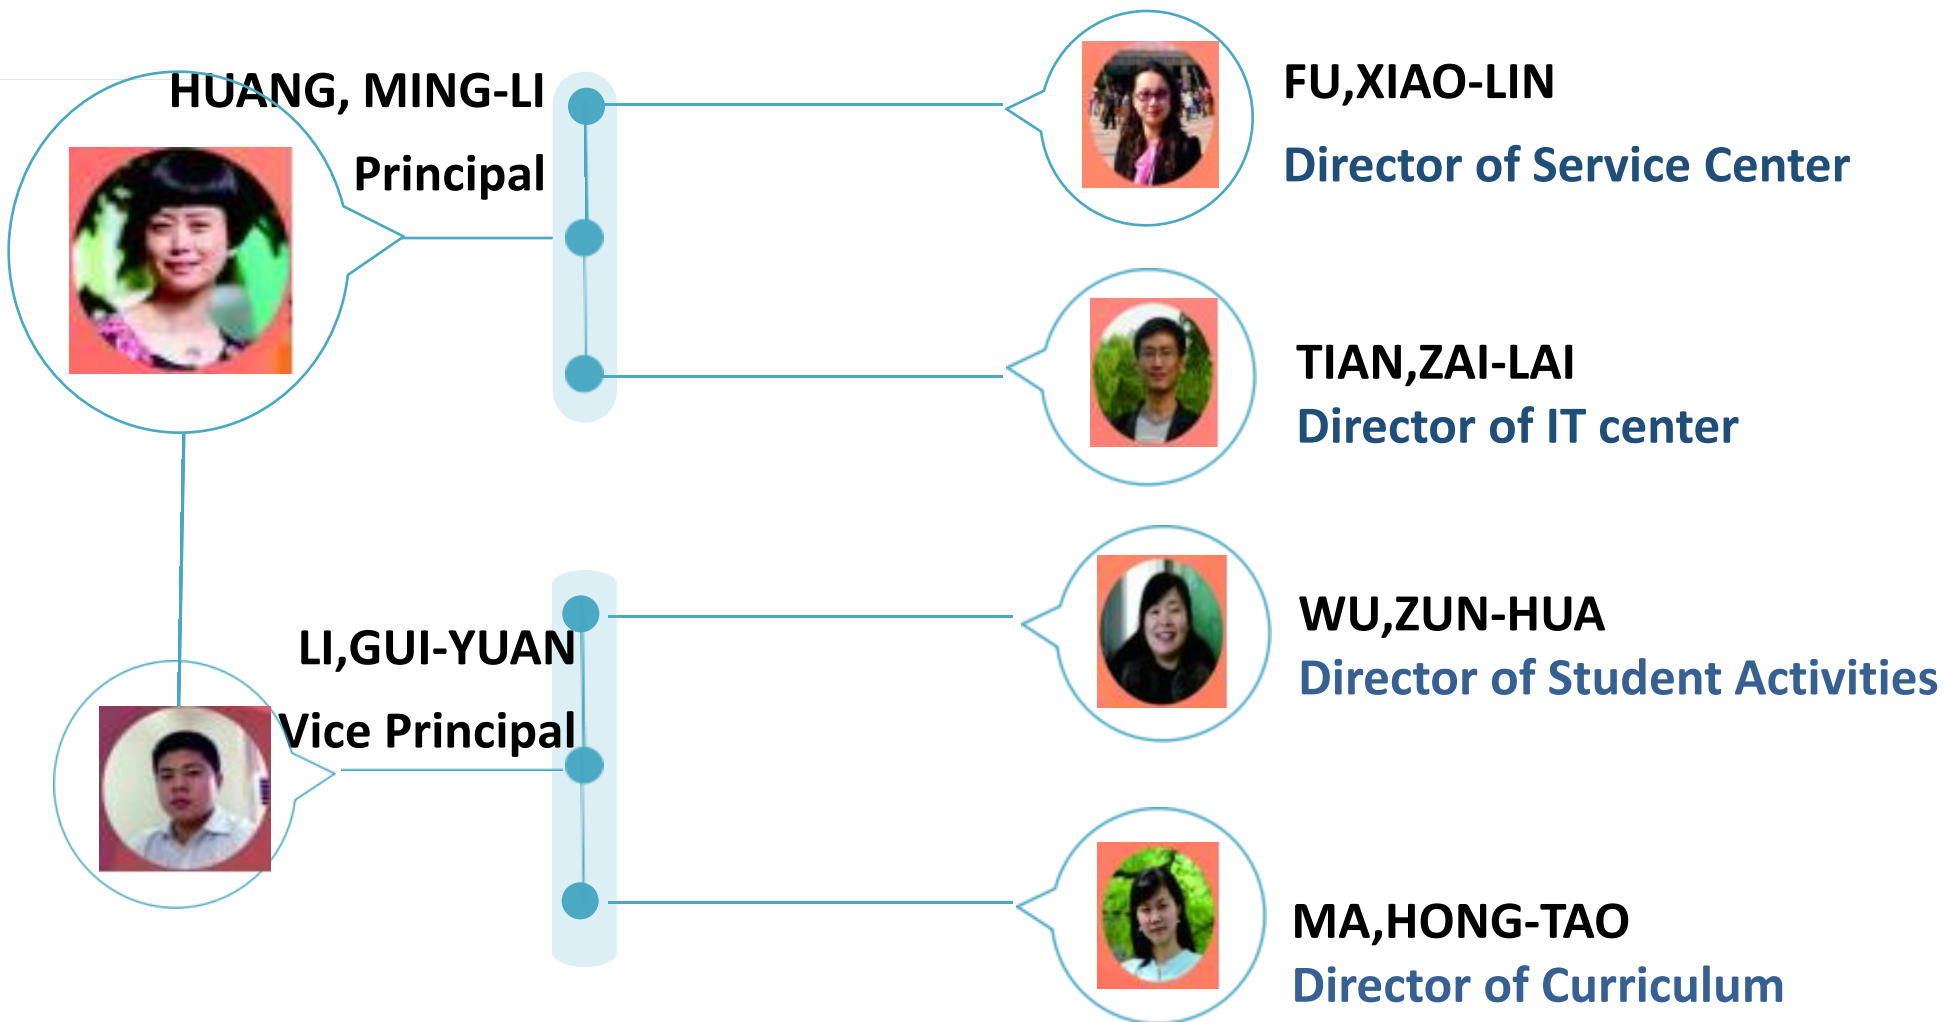 HUANG, MING-LI
Principal
FU,XIAO-LIN
Director of Service Center
TIAN,ZAI-LAI
Director of IT center
LI,GUI-YUAN
Vice Principal
WU,ZUN-HUA
Director of Student Activities
MA,HONG-TAO
Director of Curriculum